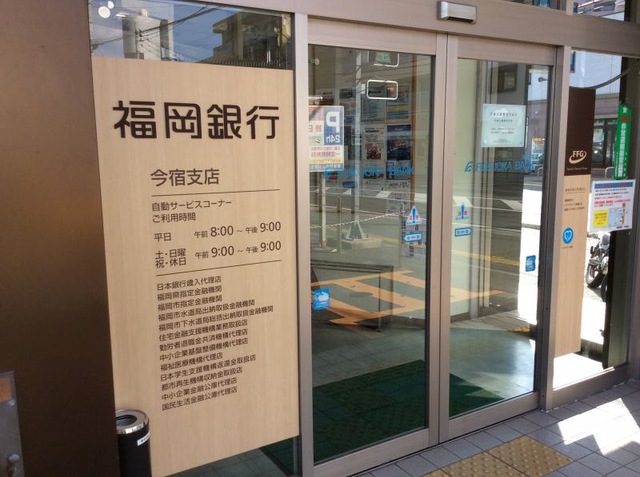 福岡銀行
今宿支店
自動サービスコーナー
ご利用時間
平日 午前 8:00 ~ 午後 9:00
土・日曜
祝・休日 午前 9:00 ~ 午後 9:00
日本銀行歳入代理店
福岡県指定金融機関
福岡市指定金融機関
福岡市水道局出納取扱金融機関
福岡市下水道局総括出納取扱金融機関
住宅金融支援機構業務取扱店
勤労者退職金共済機構代理店
中小企業基盤整備機構代理店
福祉医療機構代理店
日本学生支援機構返還金取扱店
都市再生機構収納金取扱店
中小企業金融公庫代理店
国民生活金融公庫代理店
P
24h
FUKUOKA BANK
FUKUOKA BANK
FFG